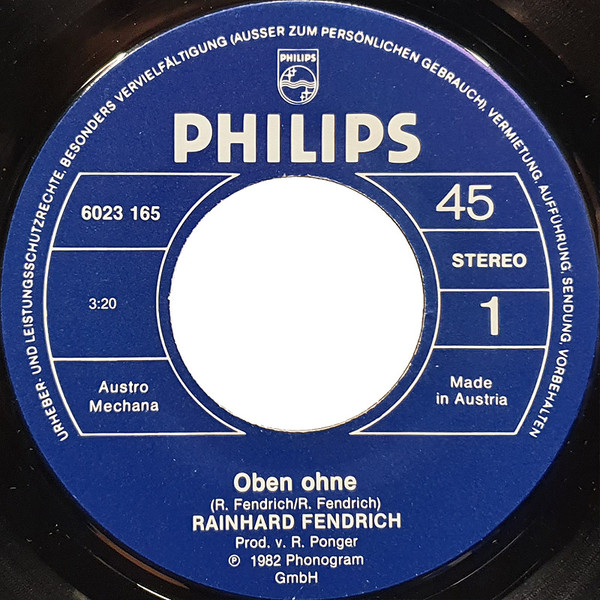 URHEBER- UND LEISTUNGSSCHUTZRECHTE, BESONDERS VERVIELFÄLTIGUNG (AUSSER ZUM PERSÖNLICHEN GEBRAUCH), VERMIETUNG, AUFFÜHRUNG, SENDUNG, VORBEHALTEN
PHILIPS
PHILIPS
6023 165
45
STEREO
3:20
1
Austro
Mechana
Made
in Austria
Oben ohne
(R. Fendrich/R. Fendrich)
RAINHARD FENDRICH
Prod. v. R. Ponger
℗ 1982 Phonogram
GmbH